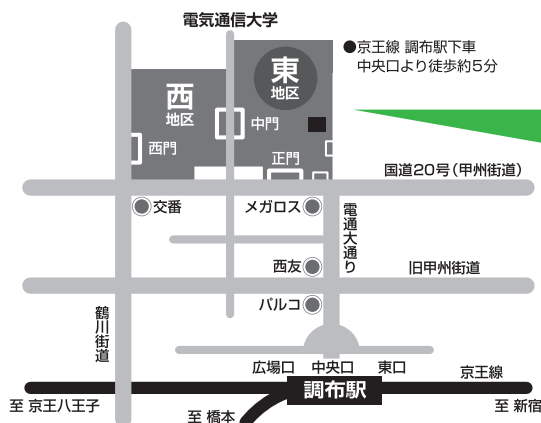 電気通信大学
●京王線 調布駅下車
中央口より徒歩約5分
東
地区
西
地区
中門
西門
正門
国道20号(甲州街道)
交番
メガロス
電通大通り
西友
旧甲州街道
パルコ
鶴川街道
広場口 中央口 東口
京王線
調布駅
至 京王八王子
至 橋本
至 新宿